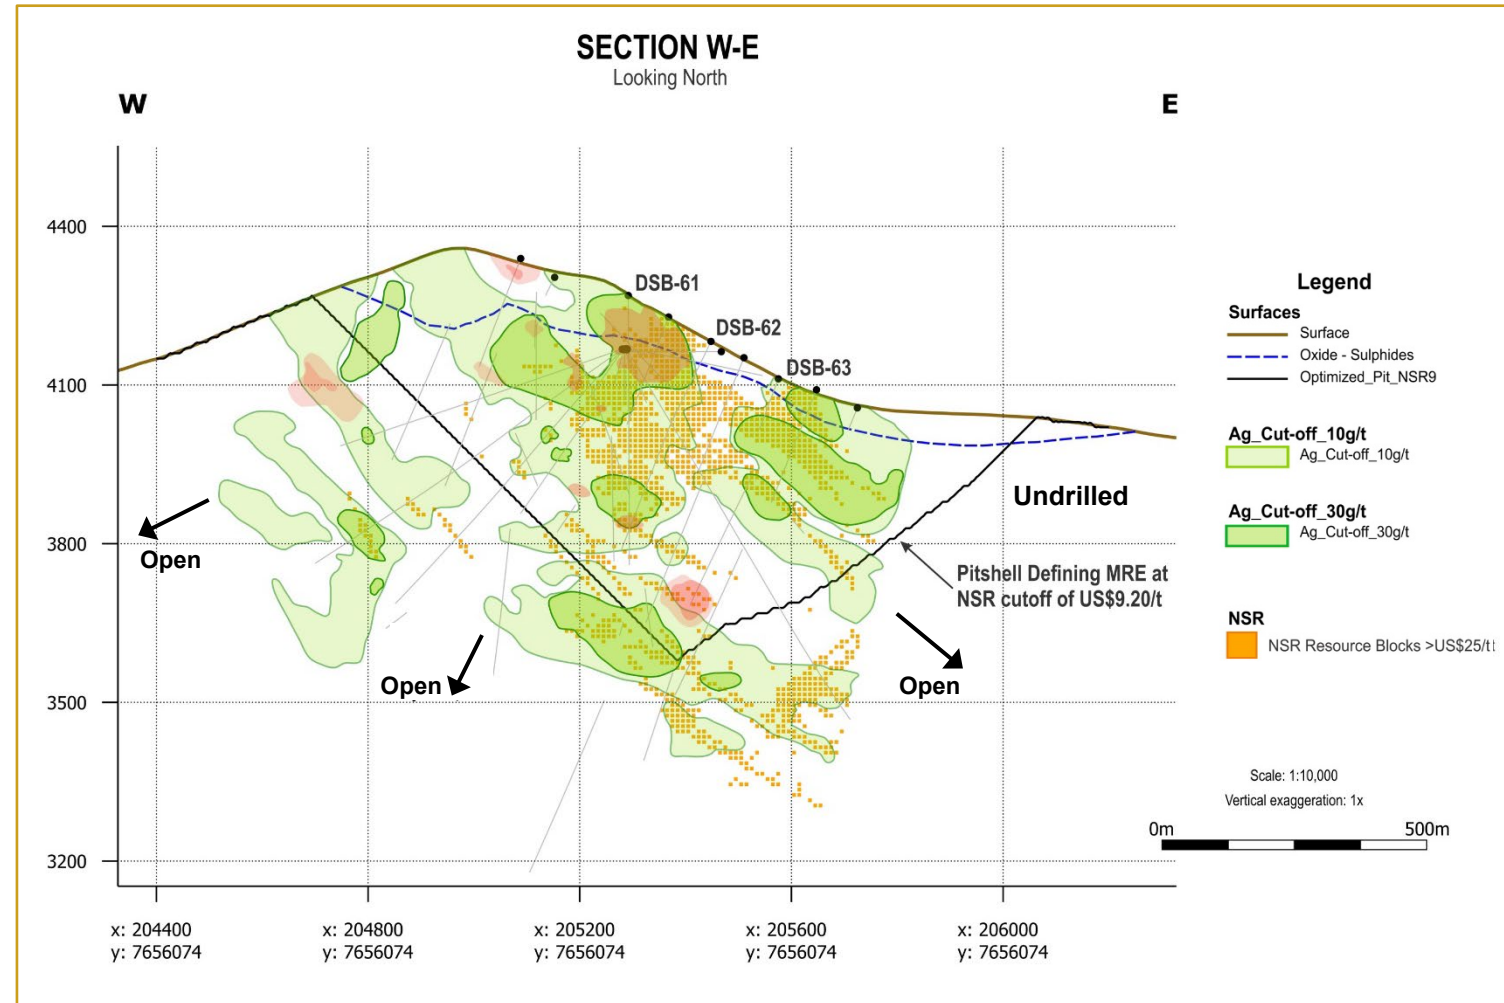 SECTION W-E
Looking North
W
E
4400
4100
3800
3500
3200
DSB-61
DSB-62
DSB-63
Undrilled
Open
Open
Open
Pitshell Defining MRE at
NSR cutoff of US$9.20/t
x: 204400
y: 7656074
x: 204800
y: 7656074
x: 205200
y: 7656074
x: 205600
y: 7656074
x: 206000
y: 7656074
Legend
Surfaces
Surface
Oxide - Sulphides
Optimized_Pit_NSR9
Ag_Cut-off_10g/t
Ag_Cut-off_10g/t
Ag_Cut-off_30g/t
Ag_Cut-off_30g/t
NSR
NSR Resource Blocks >US$25/t
Scale: 1:10,000
Vertical exaggeration: 1x
0m
500m